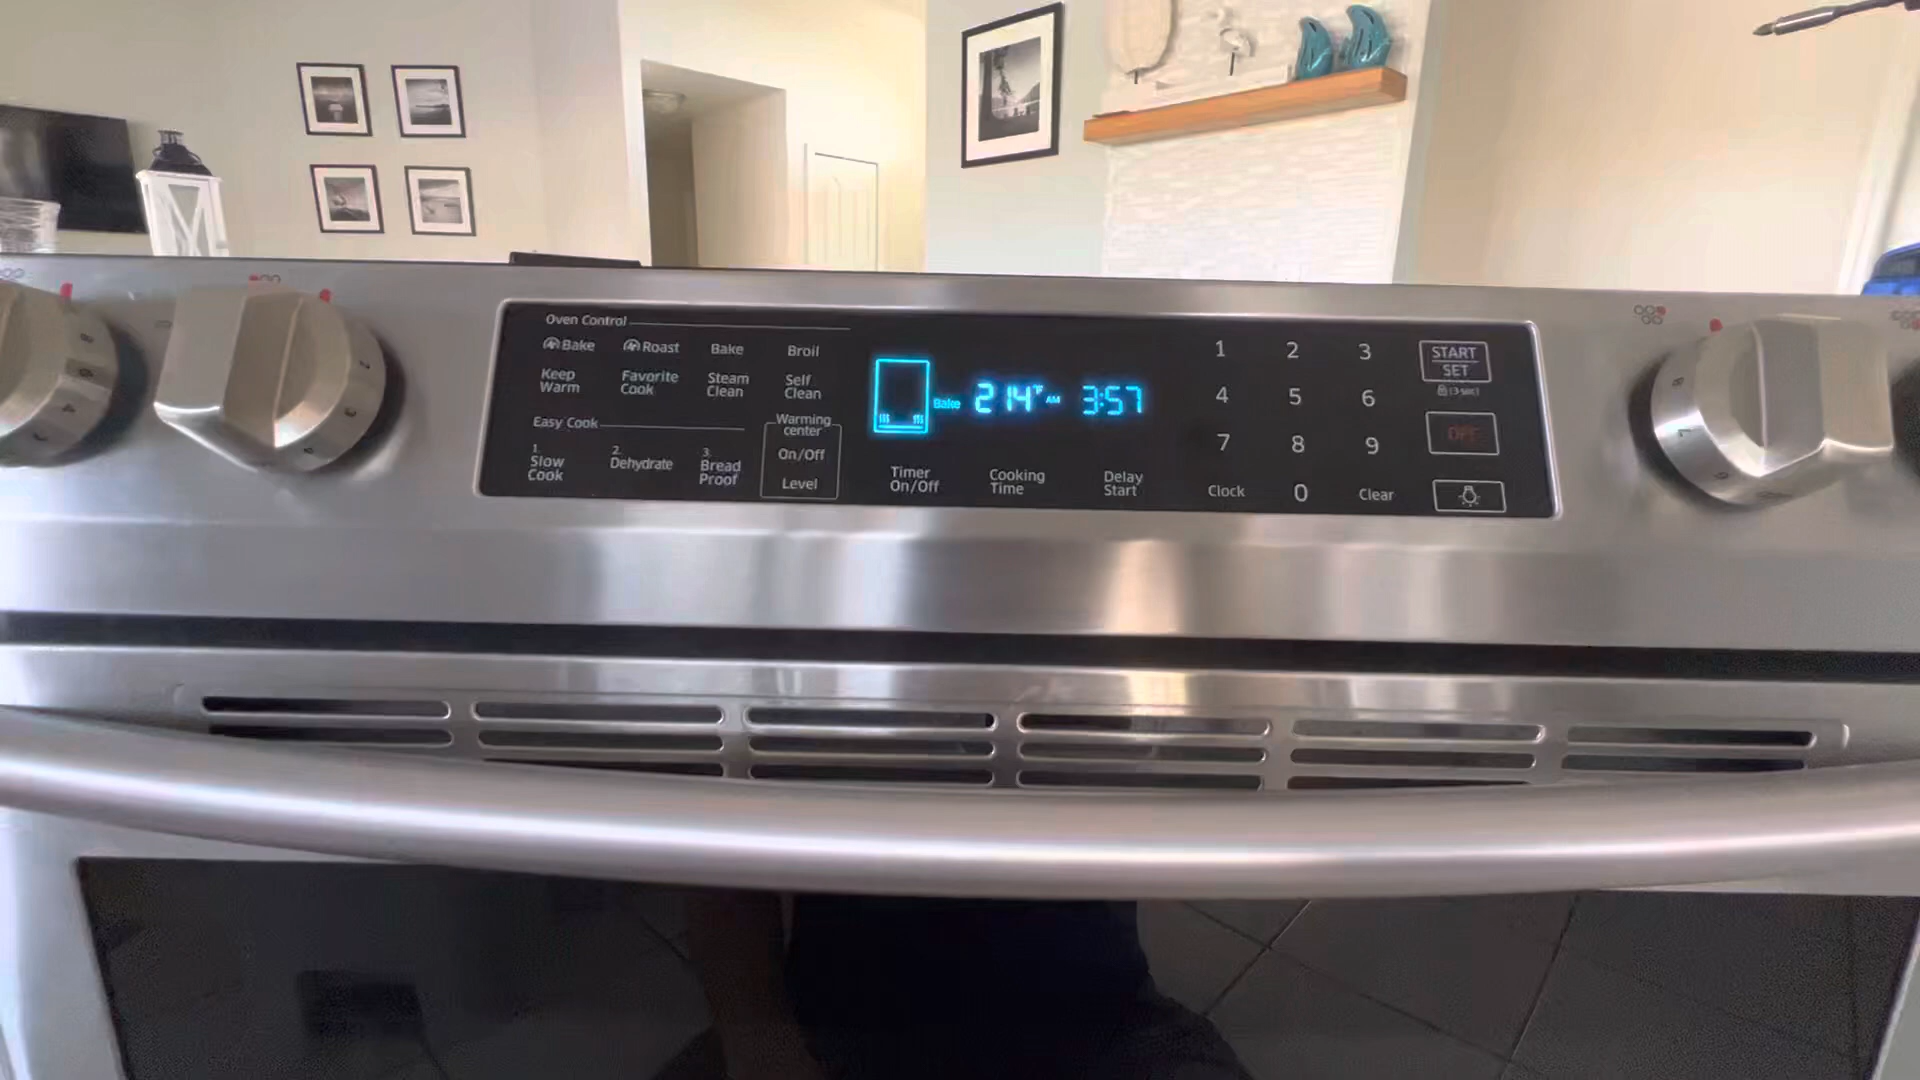 Oven Control
Bake Roast Bake Broil
Keep Warm
Favorite Cook
Steam Clean
Self Clean
Easy Cook
1. Slow Cook
2. Dehydrate
3. Bread Proof
Warming center
On/Off
Level
Bake 214°F AM 3:57
Timer On/Off
Cooking Time
Delay Start
1 2 3
4 5 6
7 8 9
Clock 0 Clear
START
SET
(3 sec)
OFF